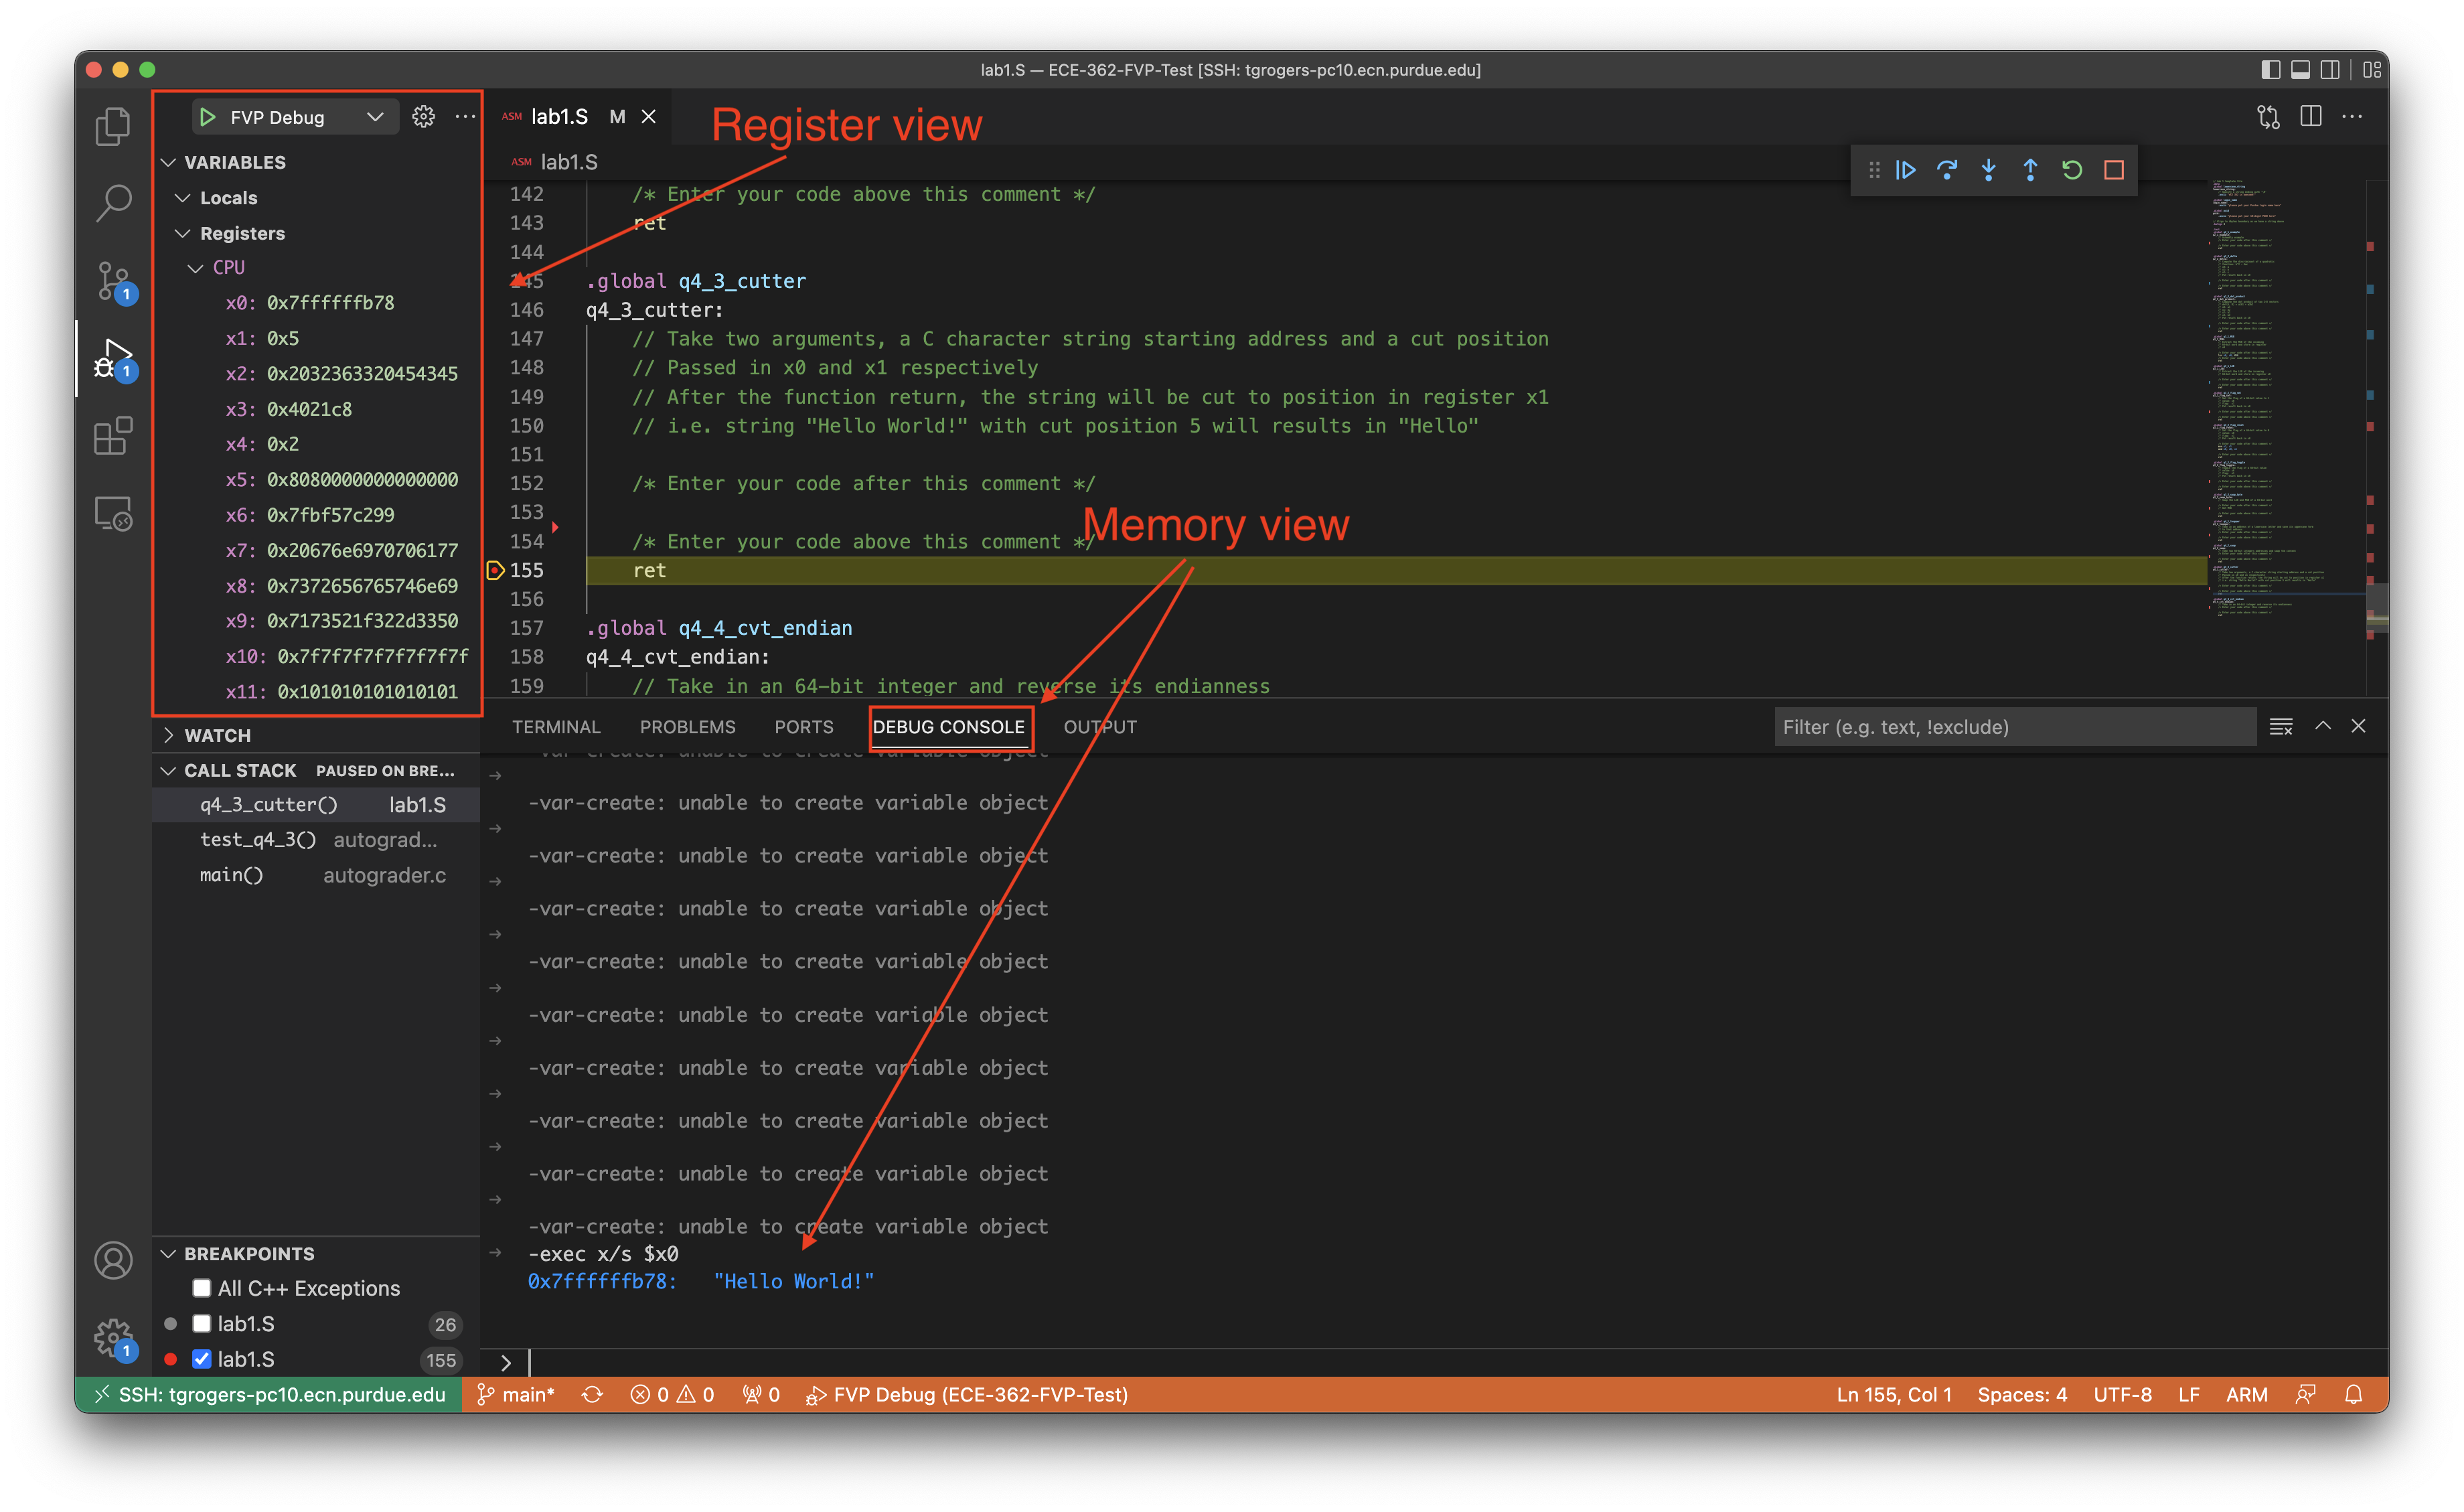 lab1.S — ECE-362-FVP-Test [SSH: tgrogers-pc10.ecn.purdue.edu]
FVP Debug
ASM lab1.S M
Register view
VARIABLES
Locals
Registers
CPU
x0: 0x7ffffffb78
x1: 0x5
x2: 0x2032363320454345
x3: 0x4021c8
x4: 0x2
x5: 0x8080000000000000
x6: 0x7fbf57c299
x7: 0x20676e6970706177
x8: 0x7372656765746e69
x9: 0x7173521f322d3350
x10: 0x7f7f7f7f7f7f7f7f
x11: 0x101010101010101
WATCH
CALL STACK PAUSED ON BRE...
q4_3_cutter() lab1.S
test_q4_3() autograd...
main() autograder.c
BREAKPOINTS
All C++ Exceptions
lab1.S 26
lab1.S 155
1
1
1
ASM lab1.S
142 /* Enter your code above this comment */
143 ret
144
145 .global q4_3_cutter
146 q4_3_cutter:
147 // Take two arguments, a C character string starting address and a cut position
148 // Passed in x0 and x1 respectively
149 // After the function return, the string will be cut to position in register x1
150 // i.e. string "Hello World!" with cut position 5 will results in "Hello"
151
152 /* Enter your code after this comment */
153
154 /* Enter your code above this comment */
155 ret
156
157 .global q4_4_cvt_endian
158 q4_4_cvt_endian:
159 // Take in an 64-bit integer and reverse its endianness
Memory view
TERMINAL PROBLEMS PORTS DEBUG CONSOLE OUTPUT
Filter (e.g. text, !exclude)
-var-create: unable to create variable object
-var-create: unable to create variable object
-var-create: unable to create variable object
-var-create: unable to create variable object
-var-create: unable to create variable object
-var-create: unable to create variable object
-var-create: unable to create variable object
-var-create: unable to create variable object
-var-create: unable to create variable object
-var-create: unable to create variable object
-exec x/s $x0
0x7ffffffb78: "Hello World!"
SSH: tgrogers-pc10.ecn.purdue.edu main* 0 0 0 FVP Debug (ECE-362-FVP-Test) Ln 155, Col 1 Spaces: 4 UTF-8 LF ARM